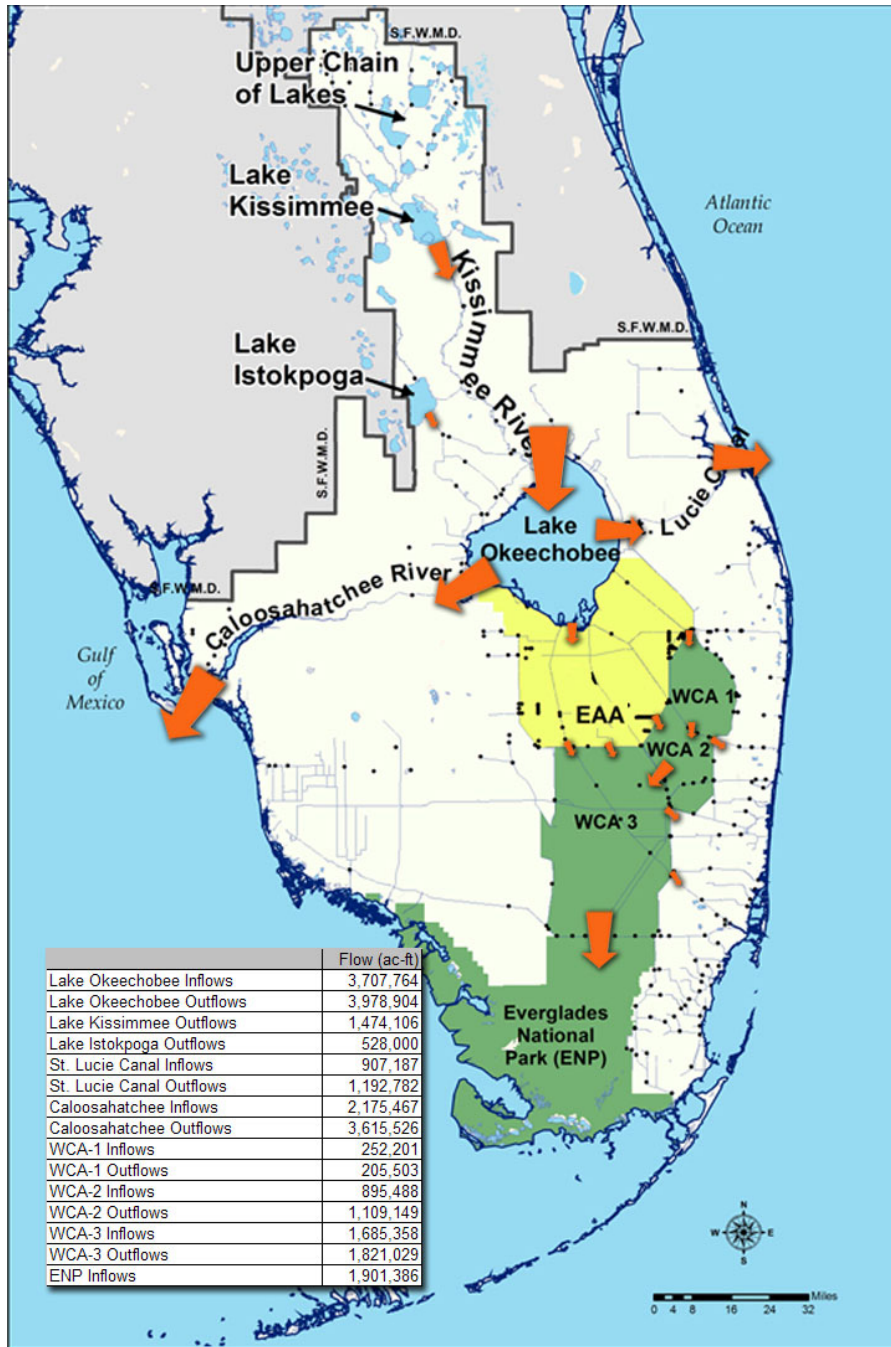 S.F.W.M.D.
Upper Chain
of Lakes
Lake
Kissimmee
Atlantic
Ocean
Kissimmee River
S.F.W.M.D.
Lake
Istokpoga
S.F.W.M.D.
Lake
Okeechobee
Lucie
Caloosahatchee River
S.F.W.M.D.
Gulf
of
Mexico
WCA 1
EAA
WCA 2
WCA 3
Everglades
National
Park (ENP)
Flow (ac-ft)
Lake Okeechobee Inflows 3,707,764
Lake Okeechobee Outflows 3,978,904
Lake Kissimmee Outflows 1,474,106
Lake Istokpoga Outflows 528,000
St. Lucie Canal Inflows 907,187
St. Lucie Canal Outflows 1,192,782
Caloosahatchee Inflows 2,175,467
Caloosahatchee Outflows 3,615,526
WCA-1 Inflows 252,201
WCA-1 Outflows 205,503
WCA-2 Inflows 895,488
WCA-2 Outflows 1,109,149
WCA-3 Inflows 1,685,358
WCA-3 Outflows 1,821,029
ENP Inflows 1,901,386
N
W E
S
Miles
0 4 8 16 24 32